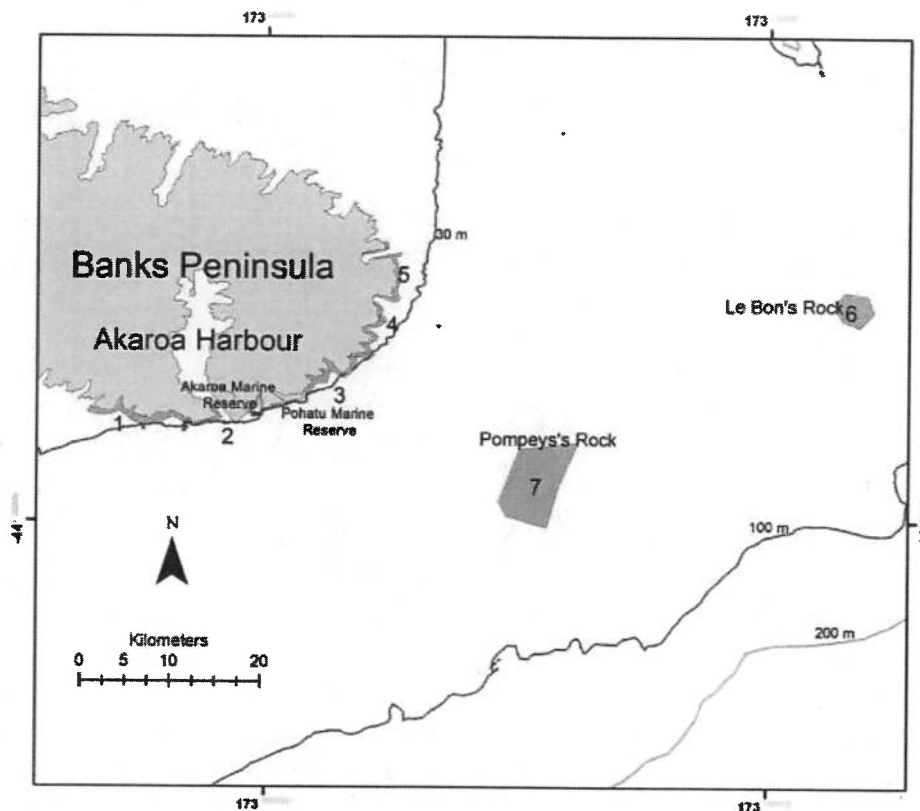 173
173
30 m
Banks Peninsula
5
Le Bon's Rock
6
4
Akaroa Harbour
3
Akaroa Marine
Reserve
Pohatu Marine
Reserve
1
2
Pompeys's Rock
7
-44
N
100 m
200 m
Kilometers
0 5 10 20
173
173